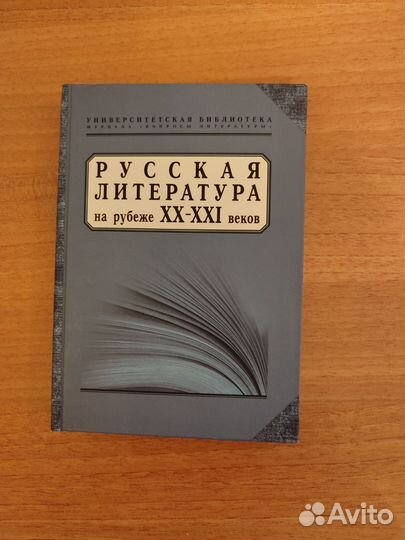 УНИВЕРСИТЕТСКАЯ БИБЛИОТЕКА
ЖУРНАЛА «ВОПРОСЫ ЛИТЕРАТУРЫ»
РУССКАЯ
ЛИТЕРАТУРА
на рубеже XX-XXI веков
Avito